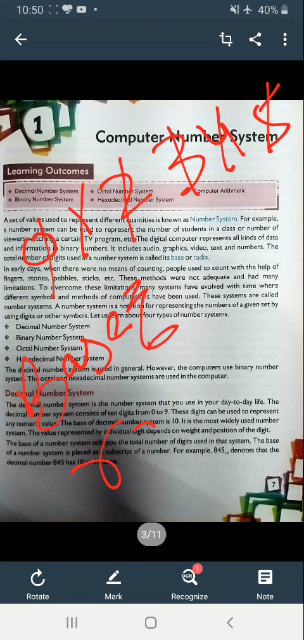 10:50
40%
1
Computer Number System
Learning Outcomes
Decimal Number System
Octal Number System
Computer Arithmetic
Binary Number System
Hexadecimal Number System
A set of values used to represent different quantities is known as Number System. For example,
a number system can be used to represent the number of students in a class or number of
viewers watching a certain TV program, etc. The digital computer represents all kinds of data
and information in binary numbers. It includes audio, graphics, video, text and numbers. The
total number of digits used in a number system is called its base or radix.
In early days, when there were no means of counting, people used to count with the help of
fingers, stones, pebbles, sticks, etc. These methods were not adequate and had many
limitations. To overcome these limitations, many systems have evolved with time where
different symbols and methods of computation have been used. These systems are called
number systems. A number system is a notation for representing the numbers of a given set by
using digits or other symbols. Let us learn about four types of number systems.
Decimal Number System
Binary Number System
Octal Number System
Hexadecimal Number System
The decimal number system is used in general. However, the computers use binary number
system. The octal and hexadecimal number systems are used in the computer.
Decimal Number System
The decimal number system is the number system that you use in your day-to-day life. The
decimal number system consists of ten digits from 0 to 9. These digits can be used to represent
any numeric value. The base of decimal number system is 10. It is the most widely used number
system. The value represented by individual digit depends on weight and position of the digit.
The base of a number system tells you the total number of digits used in that system. The base
of a number system is placed as a subscript of a number. For example, 845₁₀ denotes that the
decimal number 845 has 10
7
3/11
Rotate
Mark
OCR
1
Recognize
Note